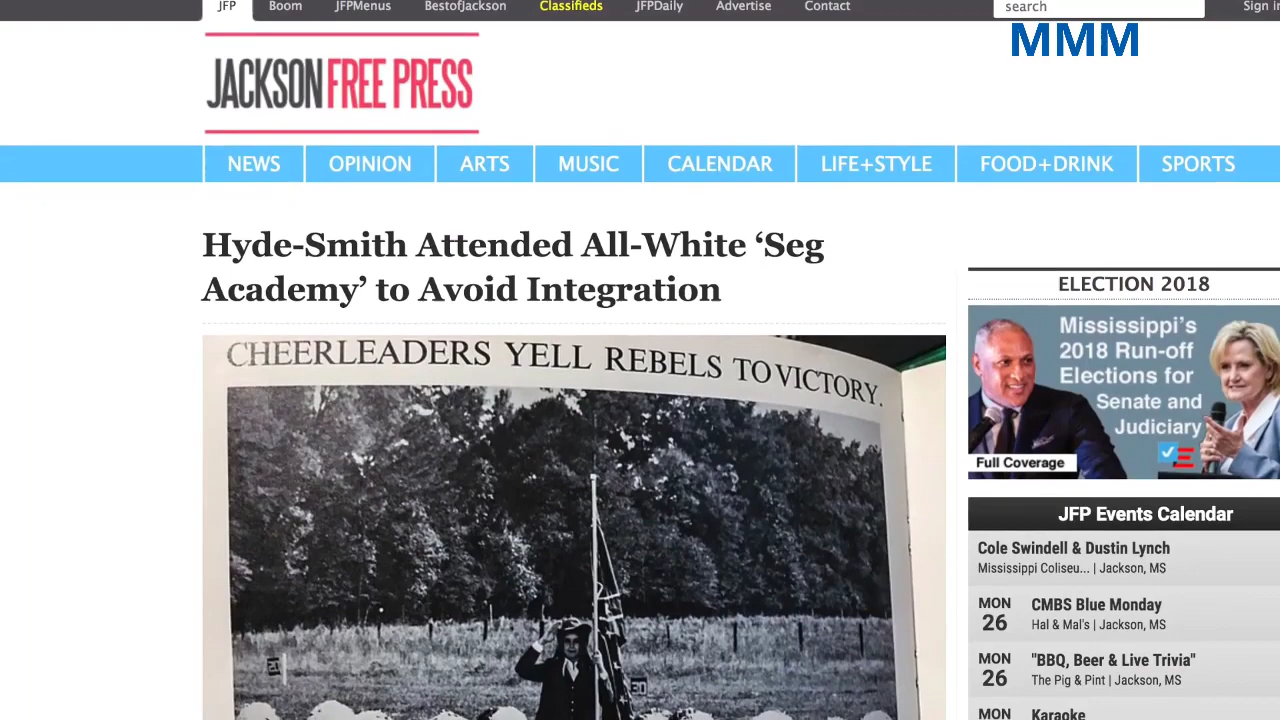 JFP Boom JFPMenus BestofJackson Classifieds JFPDaily Advertise Contact search Sign in
MMM
JACKSON FREE PRESS
NEWS OPINION ARTS MUSIC CALENDAR LIFE+STYLE FOOD+DRINK SPORTS
Hyde-Smith Attended All-White ‘Seg
Academy’ to Avoid Integration
CHEERLEADERS YELL REBELS TO VICTORY.
30
ELECTION 2018
Mississippi’s
2018 Run-off
Elections for
Senate and
Judiciary
Full Coverage
JFP Events Calendar
Cole Swindell & Dustin Lynch
Mississippi Coliseu... | Jackson, MS
MON
26
CMBS Blue Monday
Hal & Mal's | Jackson, MS
MON
26
"BBQ, Beer & Live Trivia"
The Pig & Pint | Jackson, MS
MON
Karaoke